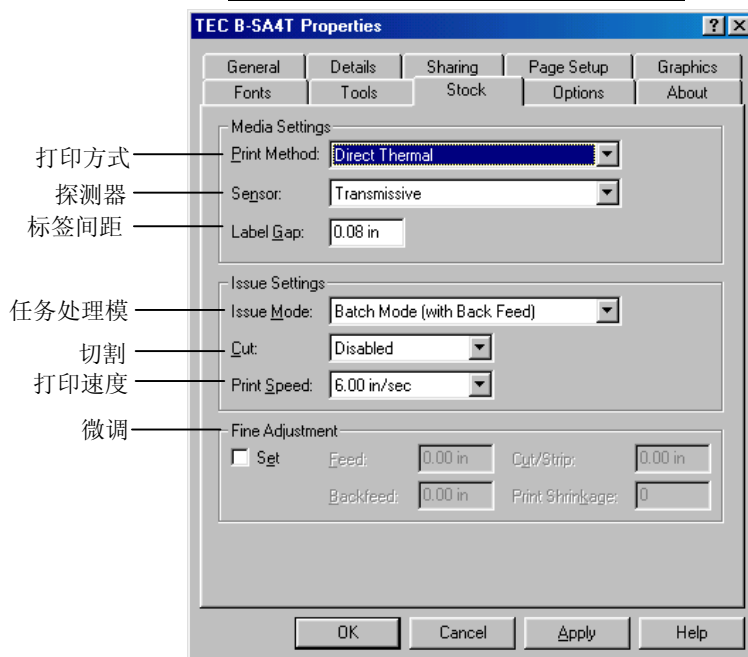 TEC B-SA4T Properties
General Details Sharing Page Setup Graphics
Fonts Tools Stock Options About
Media Settings
打印方式 Print Method: Direct Thermal
探测器 Sensor: Transmissive
标签间距 Label Gap: 0.08 in
Issue Settings
任务处理模 Issue Mode: Batch Mode (with Back Feed)
切割 Cut: Disabled
打印速度 Print Speed: 6.00 in/sec
微调 Fine Adjustment
Set Feed: 0.00 in Cut/Strip: 0.00 in
Backfeed: 0.00 in Print Shrinkage: 0
OK Cancel Apply Help